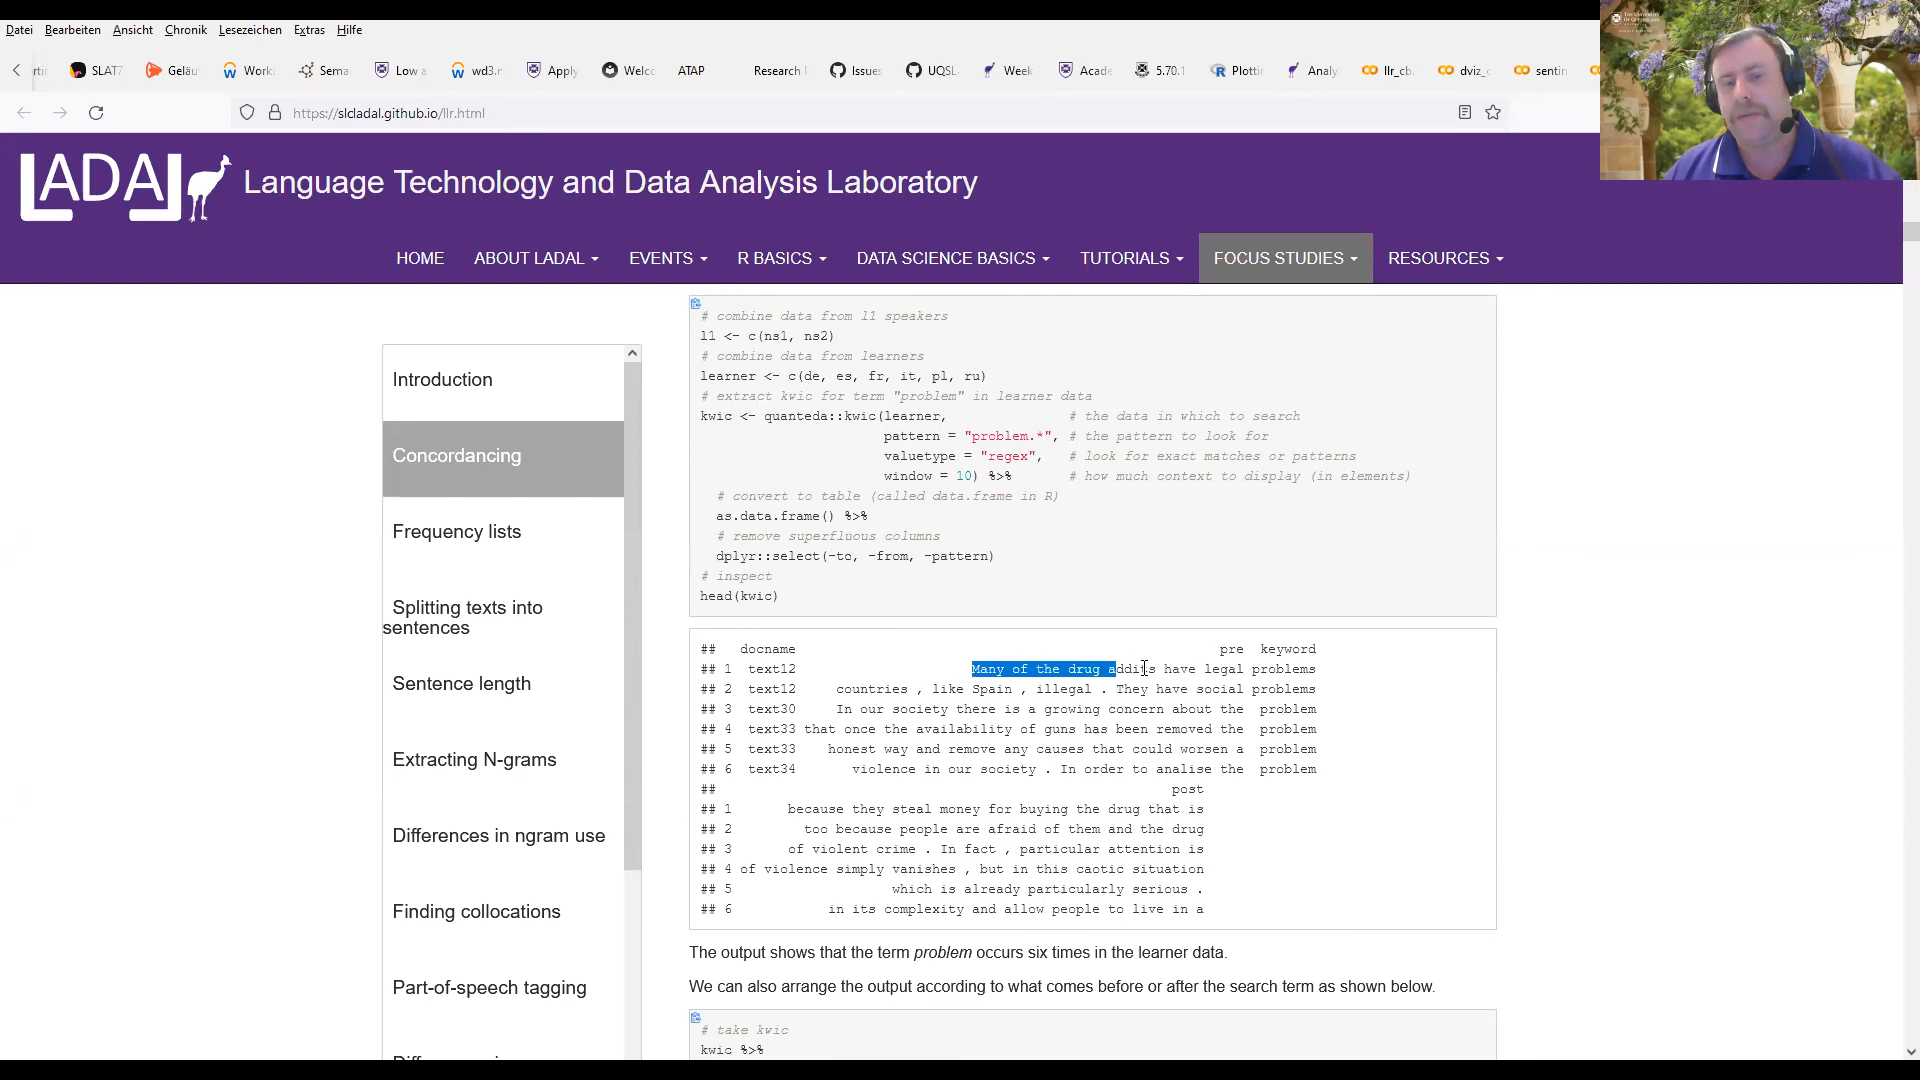 Datei Bearbeiten Ansicht Chronik Lesezeichen Extras Hilfe
SLAT7 Geläu Work Sema Low a wd3.r Apply Welc ATAP Research Issues UQSL Week Acade 5.70.1 Plottin Analy llr_cb. dviz_c sentin
https://slcladal.github.io/llr.html
LADAL Language Technology and Data Analysis Laboratory
HOME ABOUT LADAL EVENTS R BASICS DATA SCIENCE BASICS TUTORIALS FOCUS STUDIES RESOURCES
Introduction
Concordancing
Frequency lists
Splitting texts into
sentences
Sentence length
Extracting N-grams
Differences in ngram use
Finding collocations
Part-of-speech tagging
# combine data from l1 speakers
l1 <- c(ns1, ns2)
# combine data from learners
learner <- c(de, es, fr, it, pl, ru)
# extract kwic for term "problem" in learner data
kwic <- quanteda::kwic(learner, # the data in which to search
pattern = "problem.*", # the pattern to look for
valuetype = "regex", # look for exact matches or patterns
window = 10) %>% # how much context to display (in elements)
# convert to table (called data.frame in R)
as.data.frame() %>%
# remove superfluous columns
dplyr::select(-to, -from, -pattern)
# inspect
head(kwic)
## docname pre keyword
## 1 text12 Many of the drug addits have legal problems
## 2 text12 countries , like Spain , illegal . They have social problems
## 3 text30 In our society there is a growing concern about the problem
## 4 text33 that once the availability of guns has been removed the problem
## 5 text33 honest way and remove any causes that could worsen a problem
## 6 text34 violence in our society . In order to analise the problem
## post
## 1 because they steal money for buying the drug that is
## 2 too because people are afraid of them and the drug
## 3 of violent crime . In fact , particular attention is
## 4 of violence simply vanishes , but in this caotic situation
## 5 which is already particularly serious .
## 6 in its complexity and allow people to live in a
The output shows that the term problem occurs six times in the learner data.
We can also arrange the output according to what comes before or after the search term as shown below.
# take kwic
kwic %>%